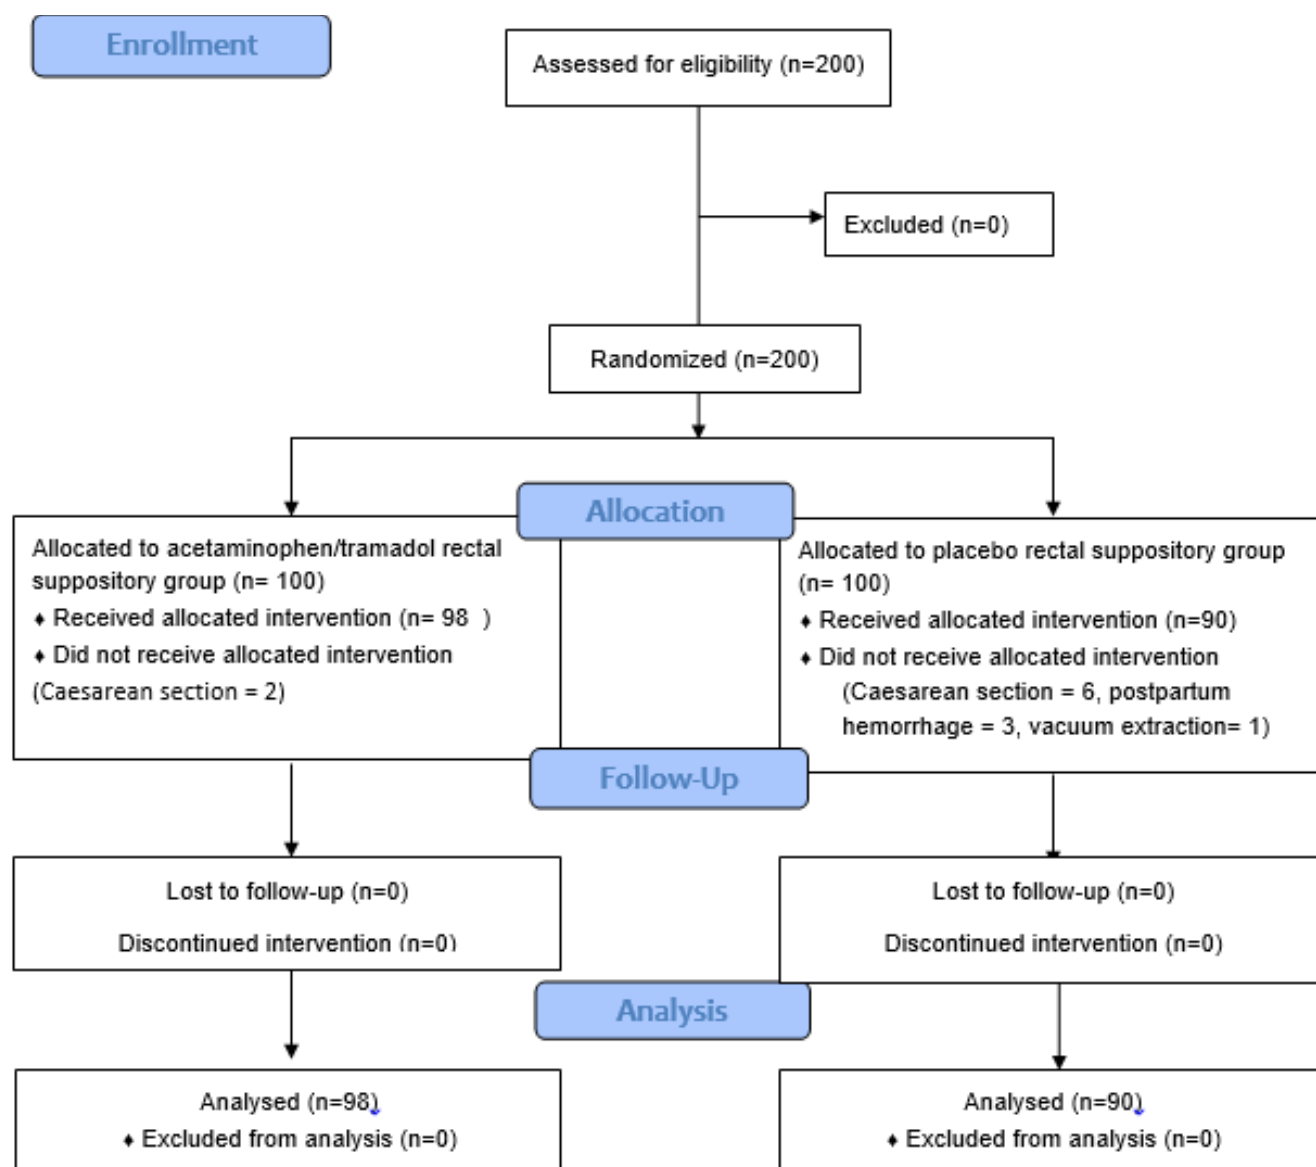 Enrollment
Assessed for eligibility (n=200)
Excluded (n=0)
Randomized (n=200)
Allocation
Allocated to acetaminophen/tramadol rectal
suppository group (n= 100)
♦ Received allocated intervention (n= 98 )
♦ Did not receive allocated intervention
(Caesarean section = 2)
Allocated to placebo rectal suppository group
(n= 100)
♦ Received allocated intervention (n=90)
♦ Did not receive allocated intervention
(Caesarean section = 6, postpartum
hemorrhage = 3, vacuum extraction= 1)
Follow-Up
Lost to follow-up (n=0)
Discontinued intervention (n=0)
Lost to follow-up (n=0)
Discontinued intervention (n=0)
Analysis
Analysed (n=98)
♦ Excluded from analysis (n=0)
Analysed (n=90)
♦ Excluded from analysis (n=0)